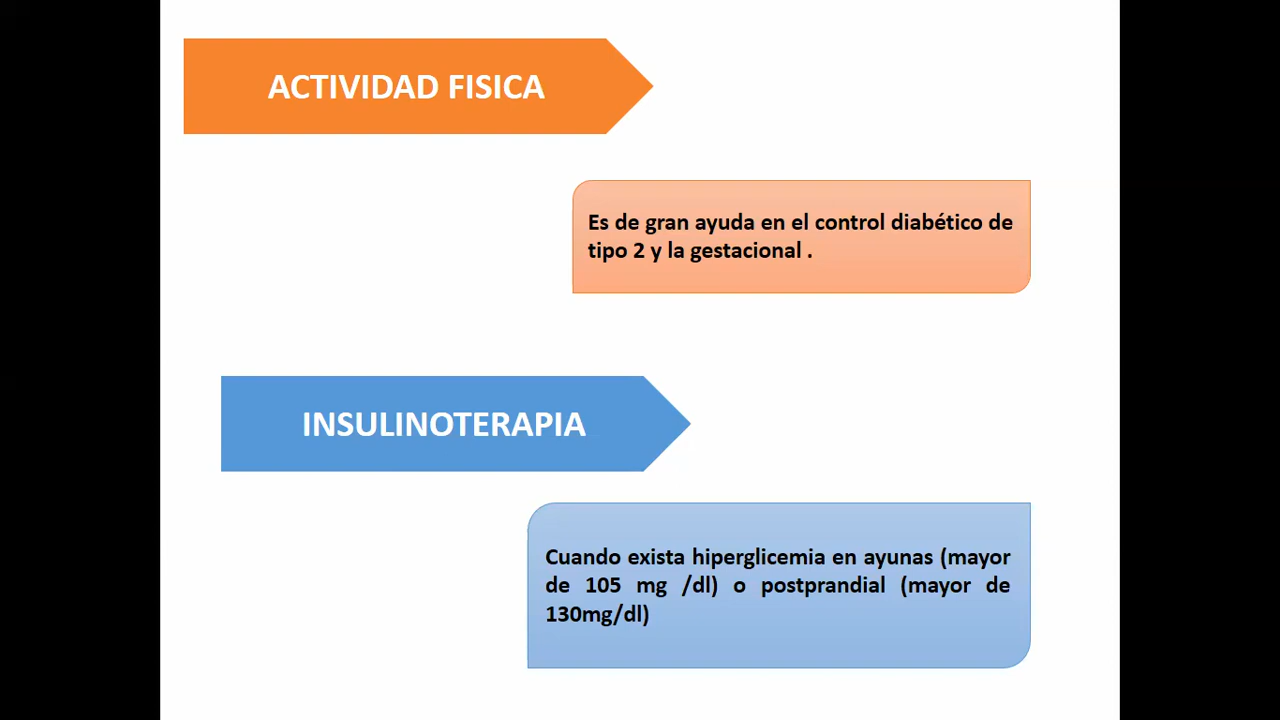 ACTIVIDAD FISICA
Es de gran ayuda en el control diabético de
tipo 2 y la gestacional .
INSULINOTERAPIA
Cuando exista hiperglicemia en ayunas (mayor
de 105 mg /dl) o postprandial (mayor de
130mg/dl)